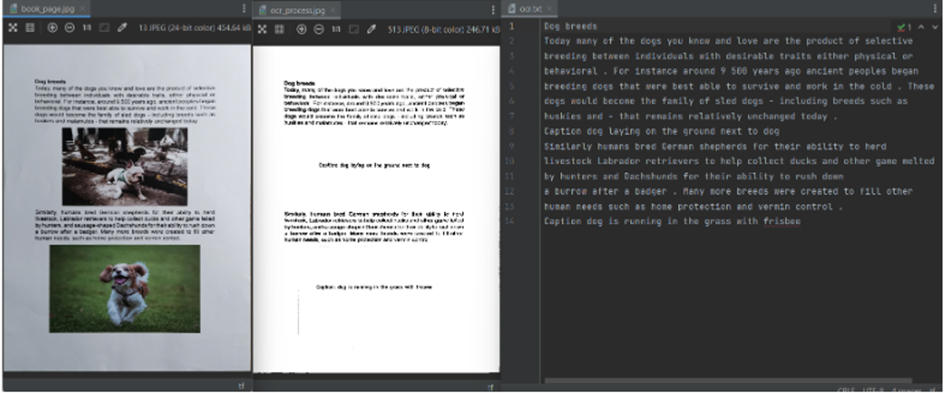 book_page.jpg
13 JPEG (24-bit color) 454.64 kB
Dog breeds
Today, many of the dogs you know and love are the product of selective
breeding between individuals with desirable traits, either physical or
behavioral. For instance, around 9 500 years ago, ancient peoples began
breeding dogs that were best able to survive and work in the cold. These
dogs would become the family of sled dogs - including breeds such as
huskies and malamutes - that remains relatively unchanged today.
Similarly, humans bred German shepherds for their ability to herd
livestock, Labrador retrievers to help collect ducks and other game felled
by hunters, and sausage-shaped Dachshunds for their ability to rush down
a burrow after a badger. Many more breeds were created to fill other
human needs, such as home protection and vermin control.
ocr_process.jpg
513 JPEG (8-bit color) 246.71 kB
Dog breeds
Today, many of the dogs you know and love are the product of selective
breeding between individuals with desirable traits, either physical or
behavioral. For instance, around 9 500 years ago, ancient peoples began
breeding dogs that were best able to survive and work in the cold. These
dogs would become the family of sled dogs - including breeds such as
huskies and malamutes - that remains relatively unchanged today.
Caption: dog laying on the ground next to dog
Similarly, humans bred German shepherds for their ability to herd
livestock, Labrador retrievers to help collect ducks and other game felled
by hunters, and sausage-shaped Dachshunds for their ability to rush down
a burrow after a badger. Many more breeds were created to fill other
human needs, such as home protection and vermin control
Caption: dog is running in the grass with frisbee
ocr.txt
1 Dog breeds
2 Today many of the dogs you know and love are the product of selective
3 breeding between individuals with desirable traits either physical or
4 behavioral . For instance around 9 500 years ago ancient peoples began
5 breeding dogs that were best able to survive and work in the cold . These
6 dogs would become the family of sled dogs - including breeds such as
7 huskies and - that remains relatively unchanged today .
8 Caption dog laying on the ground next to dog
9 Similarly humans bred German shepherds for their ability to herd
10 livestock Labrador retrievers to help collect ducks and other game melted
11 by hunters and Dachshunds for their ability to rush down
12 a burrow after a badger . Many more breeds were created to fill other
13 human needs such as home protection and vermin control .
14 Caption dog is running in the grass with frisbee